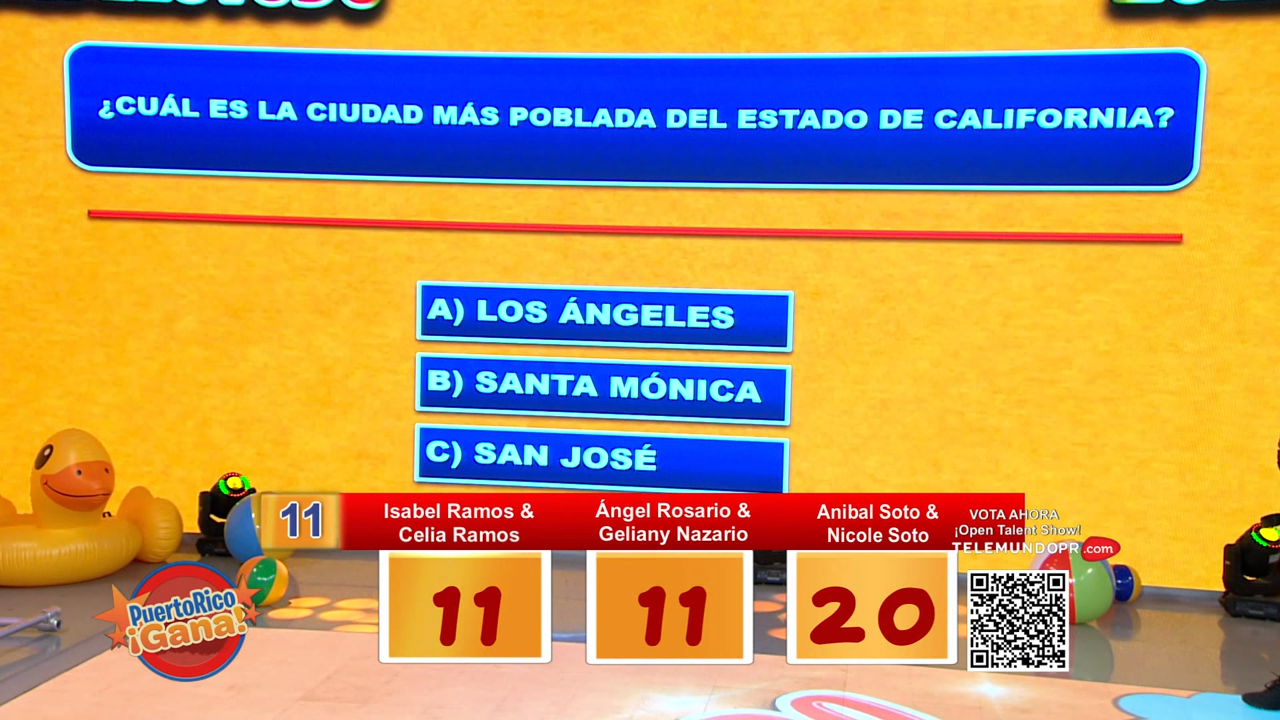 ¿CUÁL ES LA CIUDAD MÁS POBLADA DEL ESTADO DE CALIFORNIA?
A) LOS ÁNGELES
B) SANTA MÓNICA
C) SAN JOSÉ
11
Isabel Ramos &
Celia Ramos
Ángel Rosario &
Geliany Nazario
Anibal Soto &
Nicole Soto
VOTA AHORA
¡Open Talent Show!
TELEMUNDOPR.com
11
11
20
PuertoRico
¡Gana!